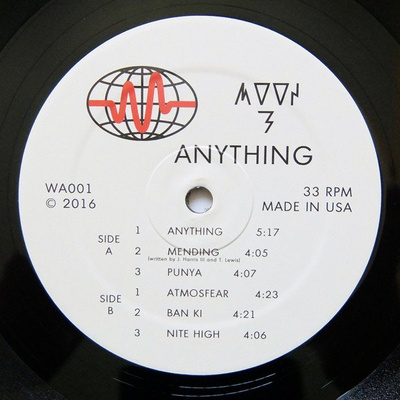 MOON
3
ANYTHING
WA001
© 2016
33 RPM
MADE IN USA
SIDE A
1 ANYTHING 5:17
2 MENDING 4:05
(written by J. Harris III and T. Lewis)
3 PUNYA 4:07
SIDE B
1 ATMOSFEAR 4:23
2 BAN KI 4:21
3 NITE HIGH 4:06